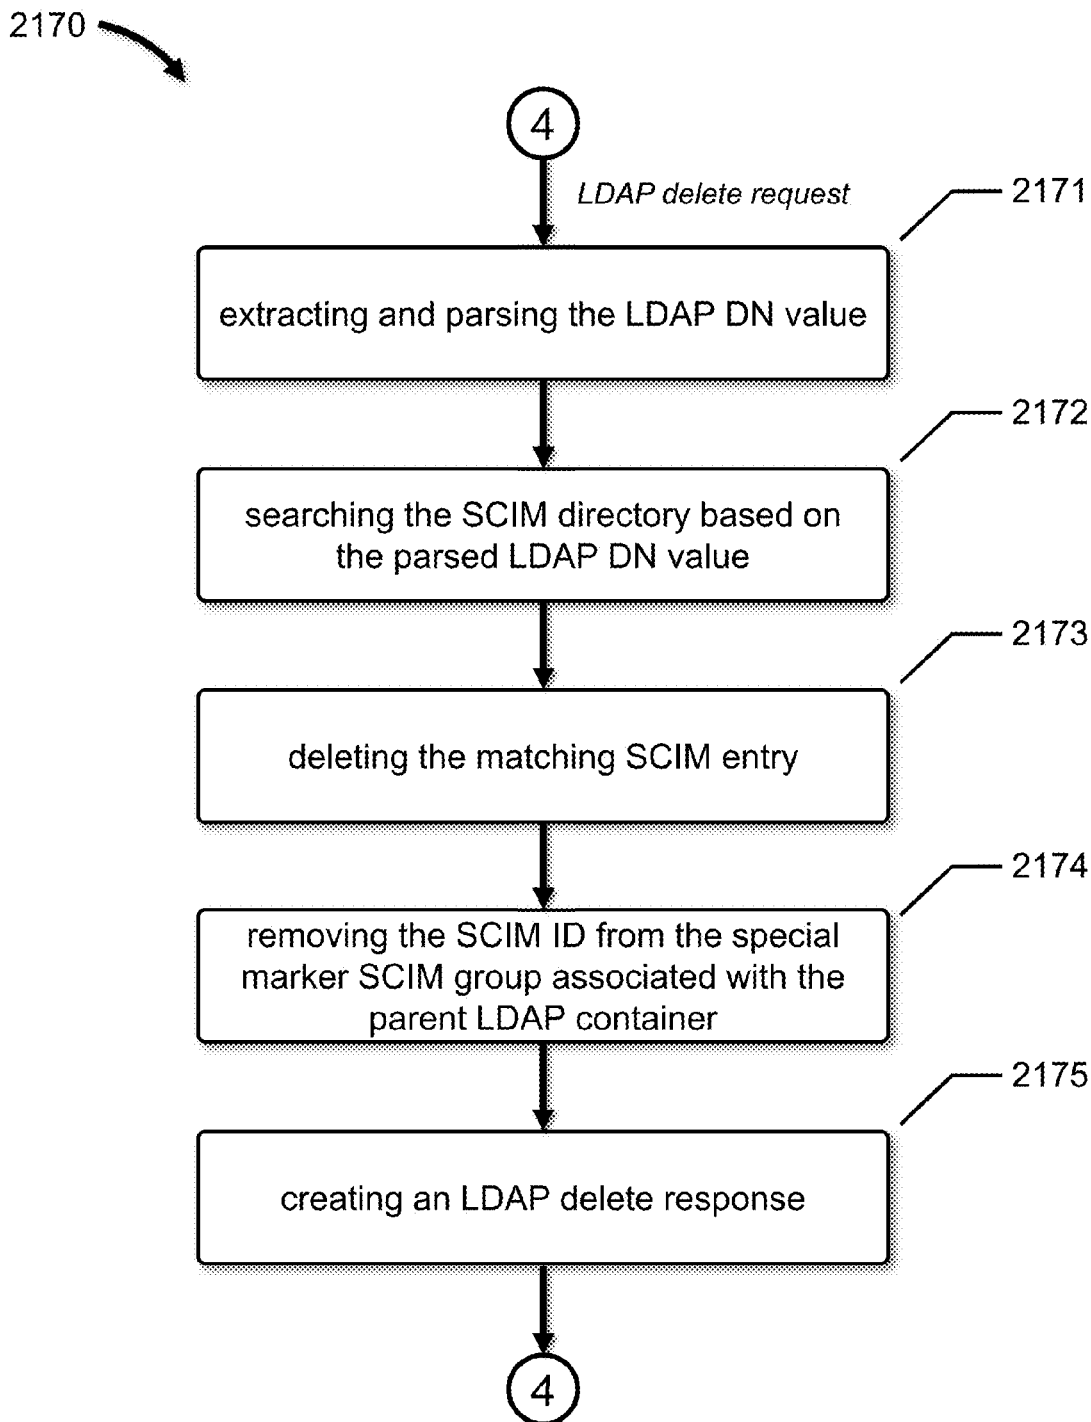 2170
4
LDAP delete request
2171
extracting and parsing the LDAP DN value
2172
searching the SCIM directory based on
the parsed LDAP DN value
2173
deleting the matching SCIM entry
2174
removing the SCIM ID from the special
marker SCIM group associated with the
parent LDAP container
2175
creating an LDAP delete response
4